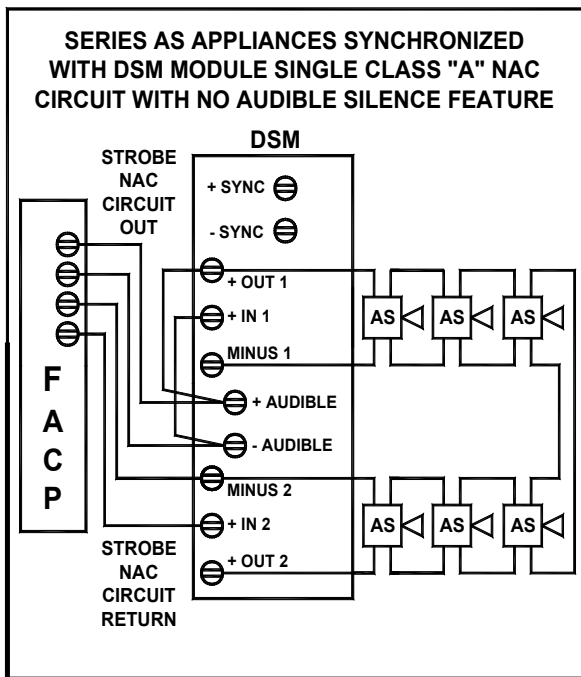 SERIES AS APPLIANCES SYNCHRONIZED
WITH DSM MODULE SINGLE CLASS "A" NAC
CIRCUIT WITH NO AUDIBLE SILENCE FEATURE
DSM
STROBE
NAC
CIRCUIT
OUT
+ SYNC
- SYNC
+ OUT 1
+ IN 1
MINUS 1
+ AUDIBLE
- AUDIBLE
MINUS 2
+ IN 2
+ OUT 2
F
A
C
P
STROBE
NAC
CIRCUIT
RETURN
AS
AS
AS
AS
AS
AS